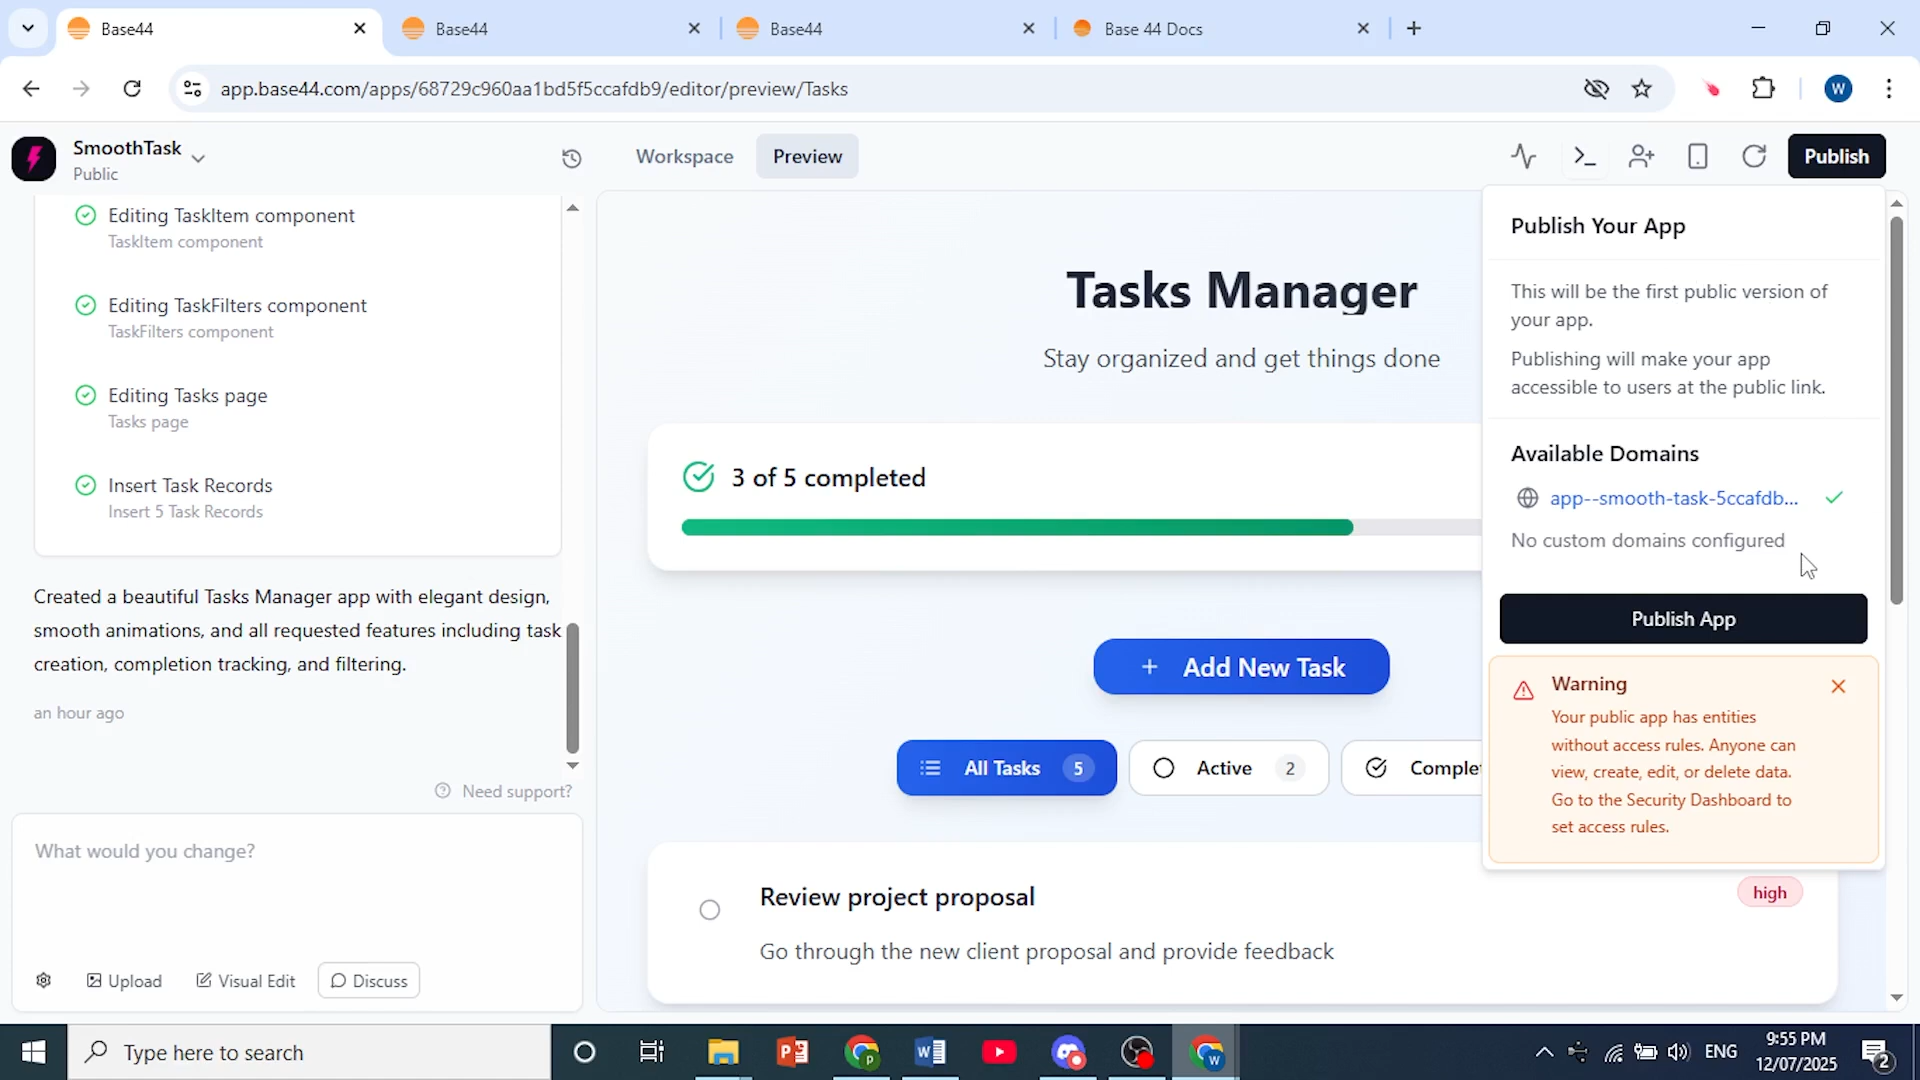 Base44
Base44
Base44
Base 44 Docs
app.base44.com/apps/68729c960aa1bd5f5ccafdb9/editor/preview/Tasks
W
SmoothTask
Public
Workspace
Preview
Publish
Editing TaskItem component
TaskItem component
Editing TaskFilters component
TaskFilters component
Editing Tasks page
Tasks page
Insert Task Records
Insert 5 Task Records
Created a beautiful Tasks Manager app with elegant design,
smooth animations, and all requested features including task
creation, completion tracking, and filtering.
an hour ago
Need support?
What would you change?
Upload
Visual Edit
Discuss
Tasks Manager
Stay organized and get things done
3 of 5 completed
+ Add New Task
All Tasks 5
Active 2
Complet
Review project proposal
high
Go through the new client proposal and provide feedback
Publish Your App
This will be the first public version of
your app.
Publishing will make your app
accessible to users at the public link.
Available Domains
app--smooth-task-5ccafdb...
No custom domains configured
Publish App
Warning
Your public app has entities
without access rules. Anyone can
view, create, edit, or delete data.
Go to the Security Dashboard to
set access rules.
Type here to search
ENG
9:55 PM
12/07/2025
2